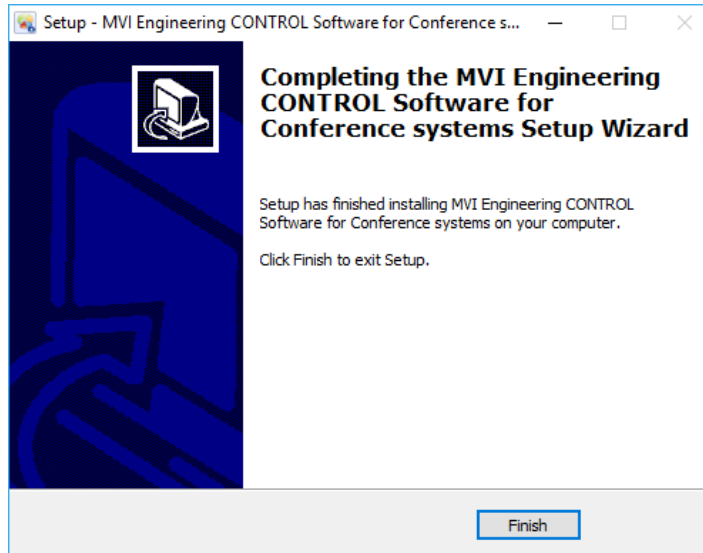 Setup - MVI Engineering CONTROL Software for Conference s...
Completing the MVI Engineering
CONTROL Software for
Conference systems Setup Wizard
Setup has finished installing MVI Engineering CONTROL
Software for Conference systems on your computer.
Click Finish to exit Setup.
Finish